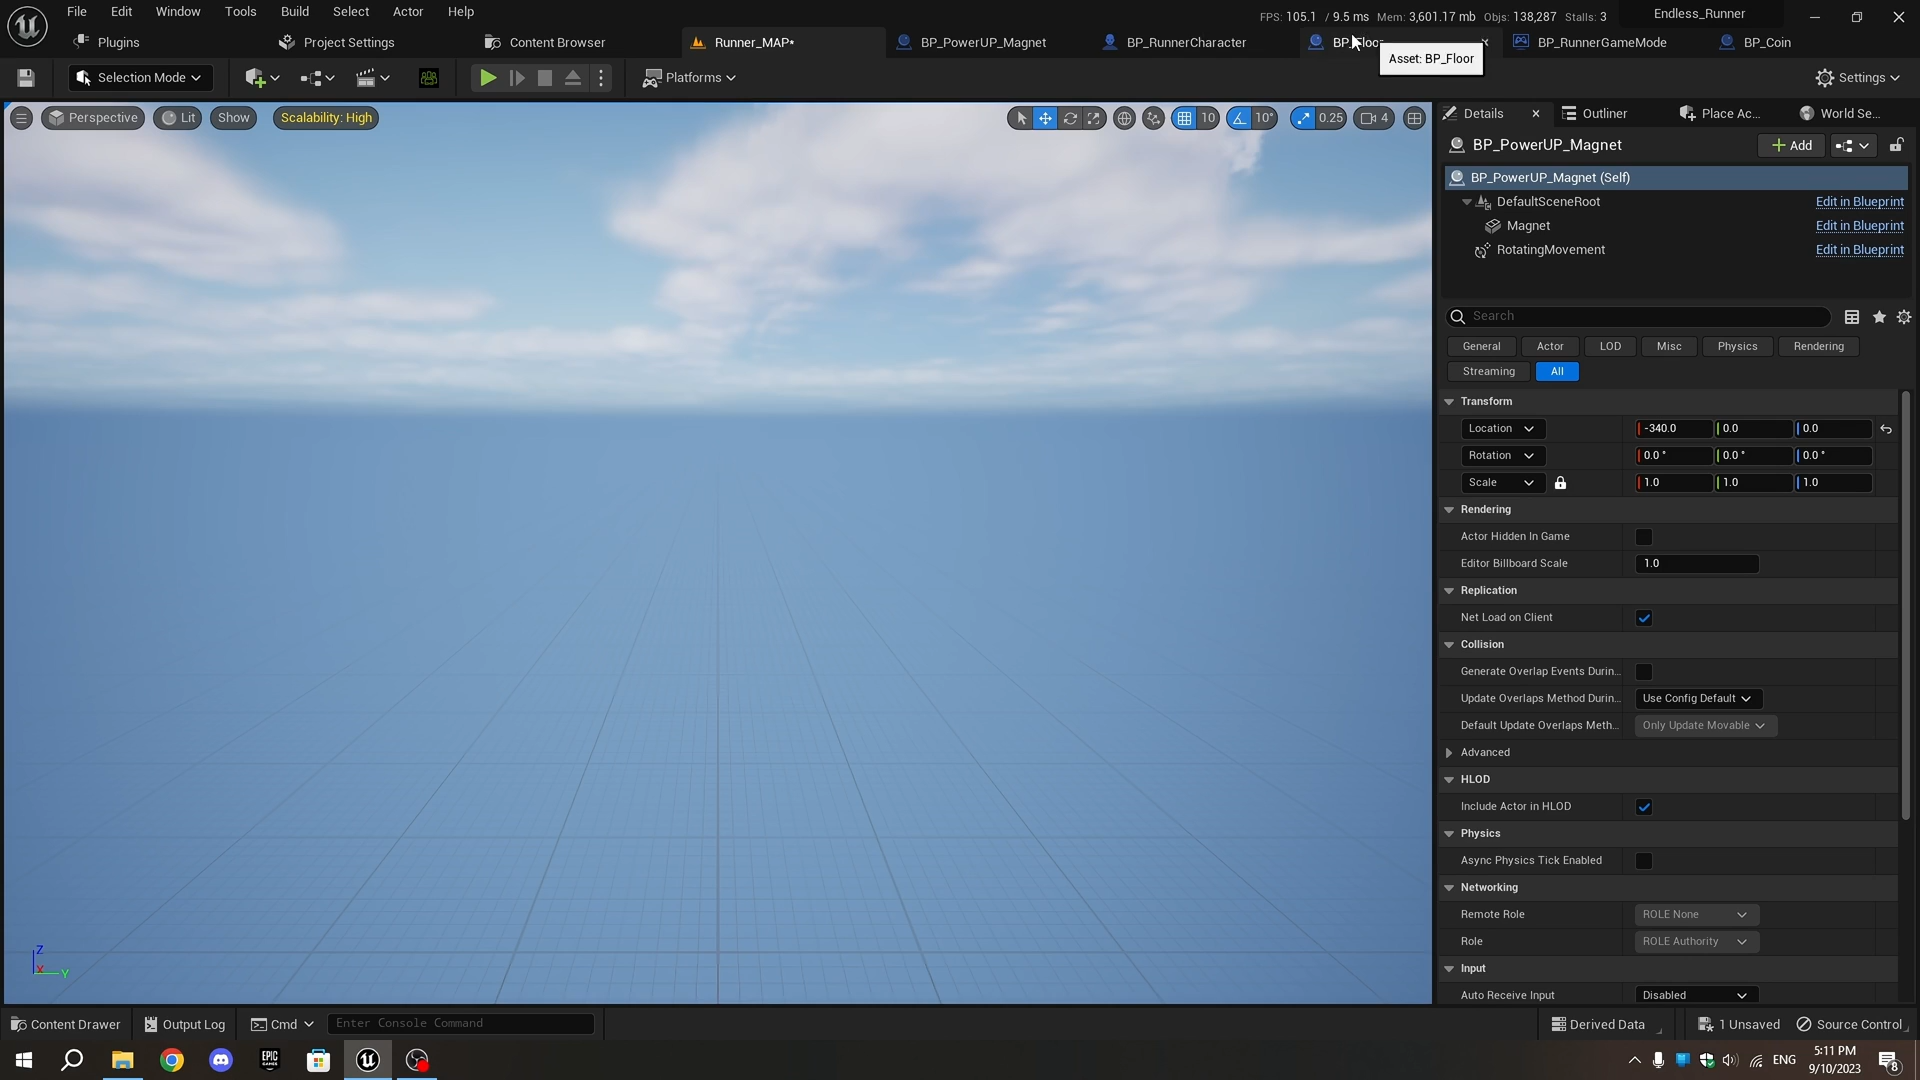 File Edit Window Tools Build Select Actor Help
FPS: 105.1 / 9.5 ms Mem: 3,601.17 mb Objs: 138,287 Stalls: 3 Endless_Runner
Plugins Project Settings Content Browser Runner_MAP* BP_PowerUP_Magnet BP_RunnerCharacter BP_Floor BP_RunnerGameMode BP_Coin
Asset: BP_Floor
Selection Mode Platforms Settings
Perspective Lit Show Scalability: High 10 10° 0.25 4
Details Outliner Place Ac... World Se...
BP_PowerUP_Magnet Add
BP_PowerUP_Magnet (Self)
DefaultSceneRoot Edit in Blueprint
Magnet Edit in Blueprint
RotatingMovement Edit in Blueprint
Search
General Actor LOD Misc Physics Rendering
Streaming All
Transform
Location -340.0 0.0 0.0
Rotation 0.0 ° 0.0 ° 0.0 °
Scale 1.0 1.0 1.0
Rendering
Actor Hidden In Game
Editor Billboard Scale 1.0
Replication
Net Load on Client
Collision
Generate Overlap Events Durin...
Update Overlaps Method Durin... Use Config Default
Default Update Overlaps Meth... Only Update Movable
Advanced
HLOD
Include Actor in HLOD
Physics
Async Physics Tick Enabled
Networking
Remote Role ROLE None
Role ROLE Authority
Input
Auto Receive Input Disabled
Z
X Y
Content Drawer Output Log Cmd Enter Console Command Derived Data 1 Unsaved Source Control
EPIC GAMES
ENG 5:11 PM
9/10/2023 8